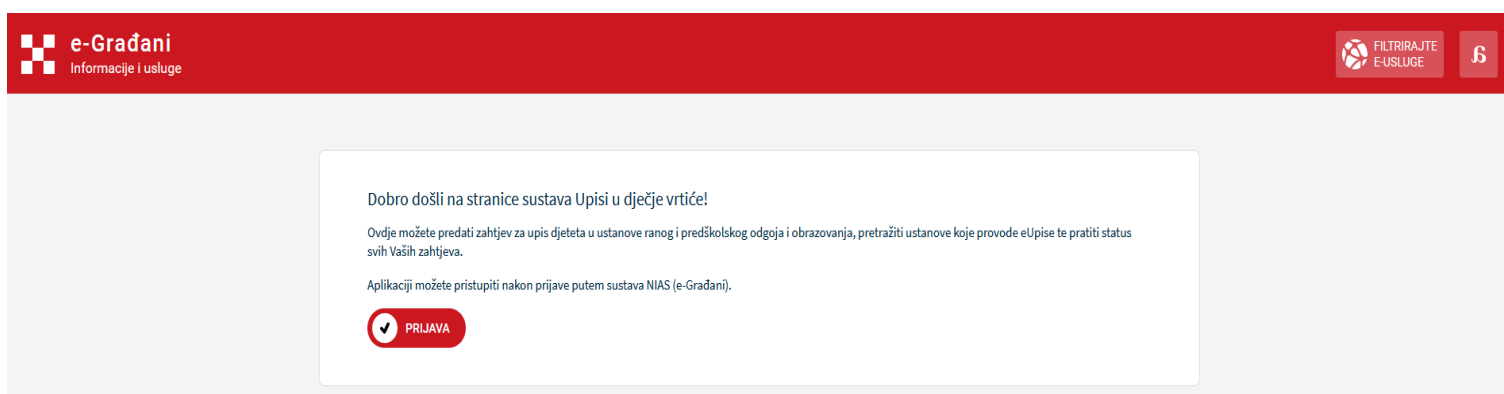 e-Građani
Informacije i usluge
FILTRIRAJTE
E-USLUGE
Dobro došli na stranice sustava Upisi u dječje vrtiće!
Ovdje možete predati zahtjev za upis djeteta u ustanove ranog i predškolskog odgoja i obrazovanja, pretražiti ustanove koje provode eUpise te pratiti status
svih Vaših zahtjeva.
Aplikaciji možete pristupiti nakon prijave putem sustava NIAS (e-Građani).
PRIJAVA